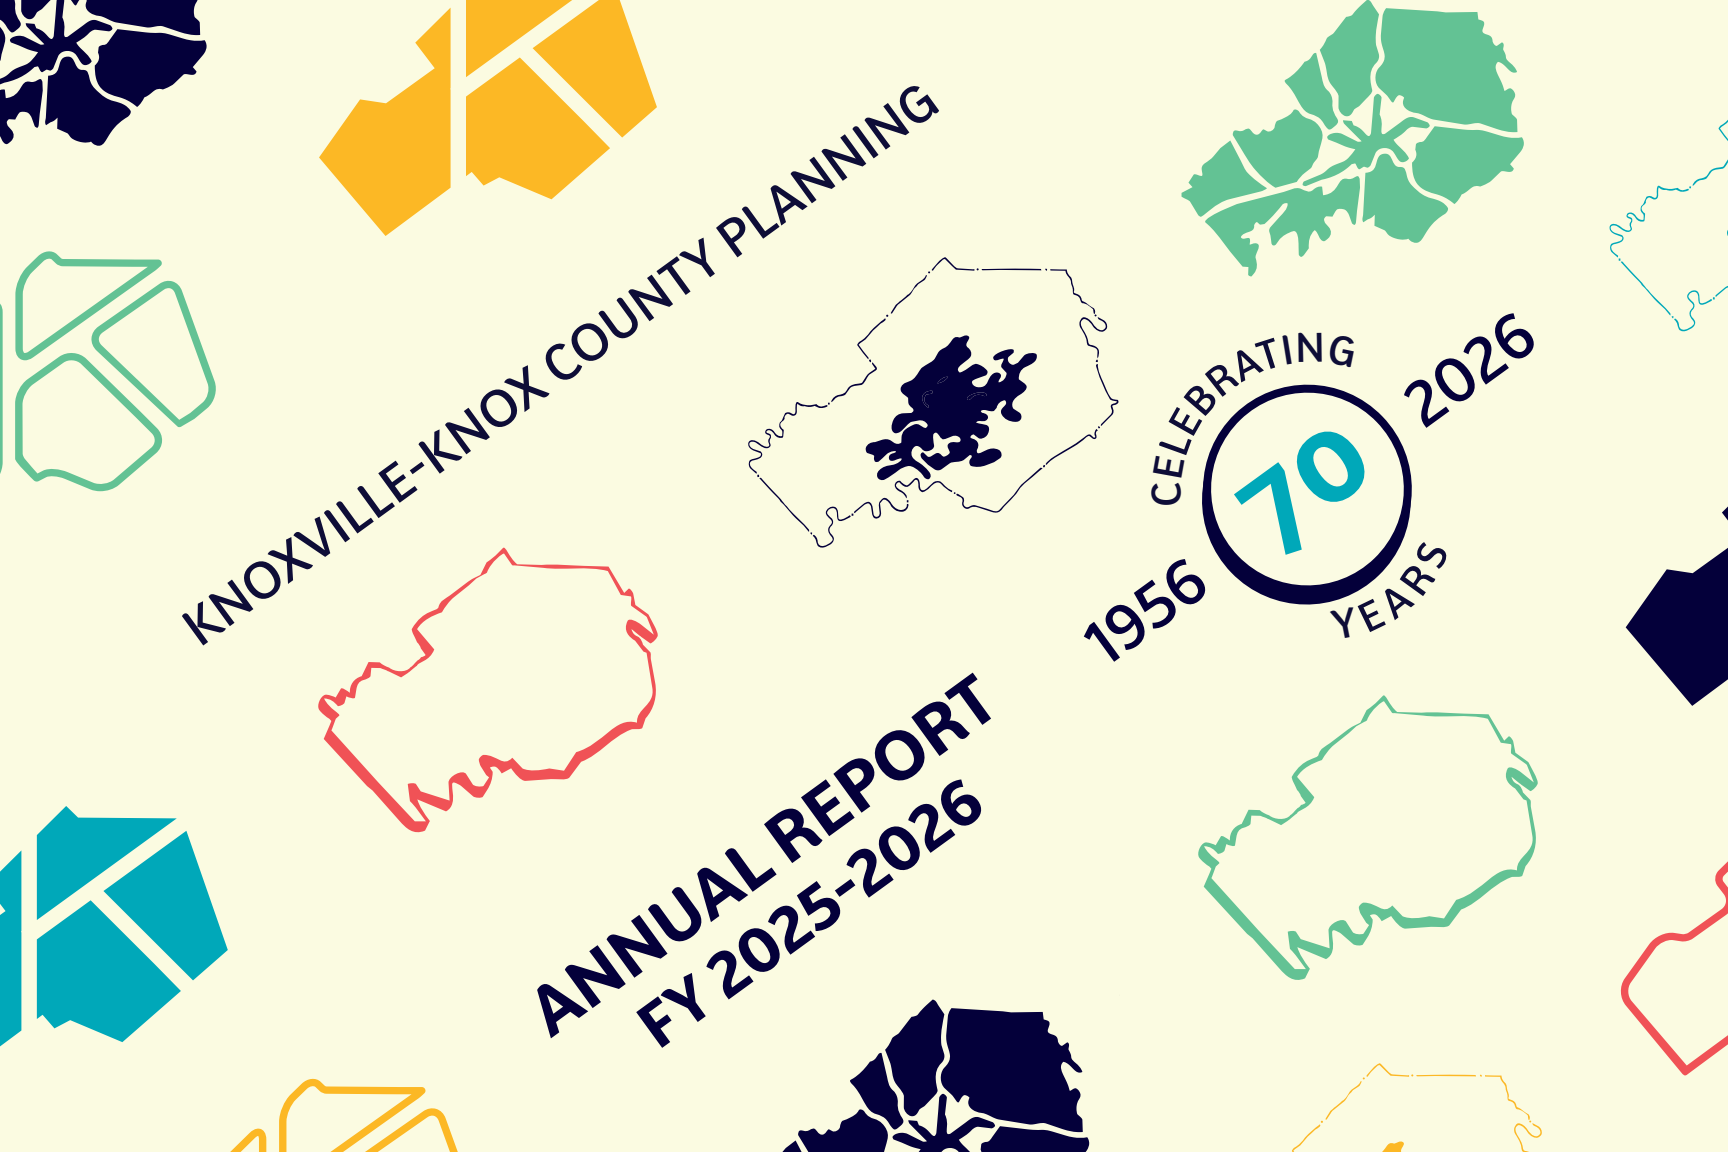 KNOXVILLE-KNOX COUNTY PLANNING
CELEBRATING
70
YEARS
1956
2026
ANNUAL REPORT
FY 2025-2026